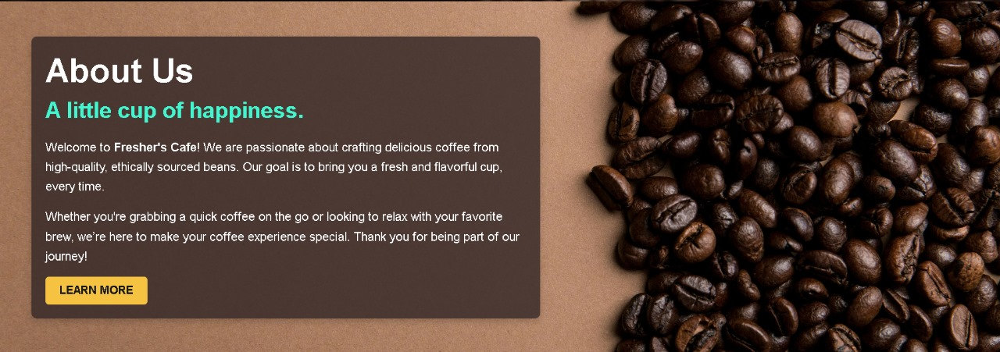 About Us
A little cup of happiness.
Welcome to Fresher's Cafe! We are passionate about crafting delicious coffee from
high-quality, ethically sourced beans. Our goal is to bring you a fresh and flavorful cup,
every time.
Whether you're grabbing a quick coffee on the go or looking to relax with your favorite
brew, we’re here to make your coffee experience special. Thank you for being part of our
journey!
LEARN MORE